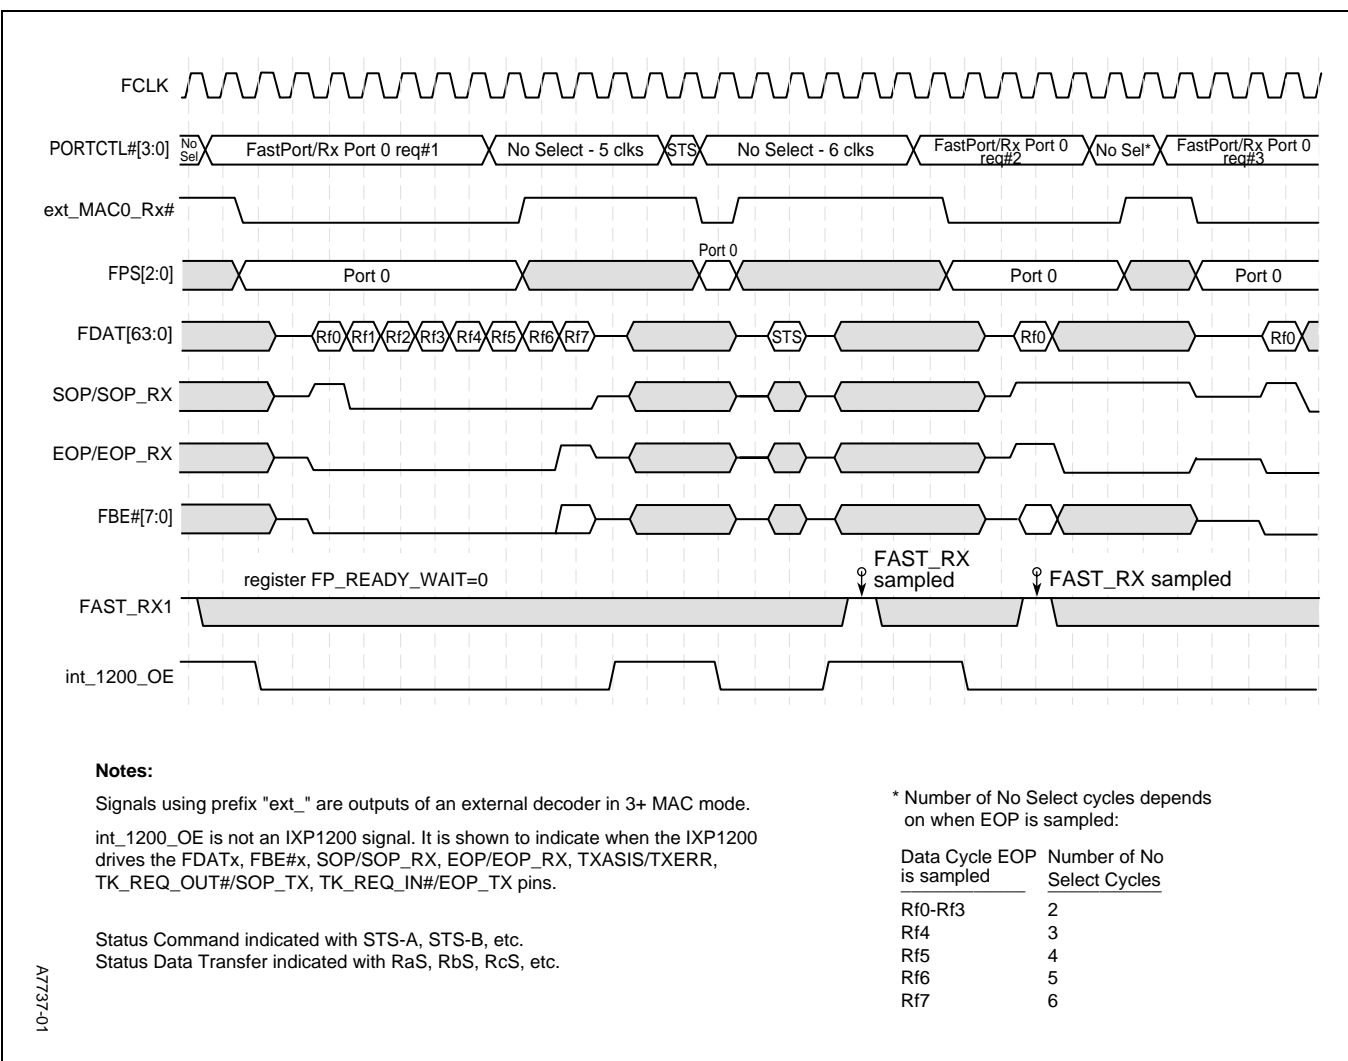 FCLK
PORTCTL#[3:0]
No
Sel
FastPort/Rx Port 0 req#1
No Select - 5 clks
STS
No Select - 6 clks
FastPort/Rx Port 0
req#2
No Sel*
FastPort/Rx Port 0
req#3
ext_MAC0_Rx#
FPS[2:0]
Port 0
Port 0
Port 0
Port 0
FDAT[63:0]
Rf0
Rf1
Rf2
Rf3
Rf4
Rf5
Rf6
Rf7
STS
Rf0
Rf0
SOP/SOP_RX
EOP/EOP_RX
FBE#[7:0]
FAST_RX1
register FP_READY_WAIT=0
FAST_RX
sampled
FAST_RX sampled
int_1200_OE
Notes:
Signals using prefix "ext_" are outputs of an external decoder in 3+ MAC mode.
int_1200_OE is not an IXP1200 signal. It is shown to indicate when the IXP1200
drives the FDATx, FBE#x, SOP/SOP_RX, EOP/EOP_RX, TXASIS/TXERR,
TK_REQ_OUT#/SOP_TX, TK_REQ_IN#/EOP_TX pins.
Status Command indicated with STS-A, STS-B, etc.
Status Data Transfer indicated with RaS, RbS, RcS, etc.
* Number of No Select cycles depends
on when EOP is sampled:
Data Cycle EOP Number of No
is sampled Select Cycles
Rf0-Rf3 2
Rf4 3
Rf5 4
Rf6 5
Rf7 6
A7737-01